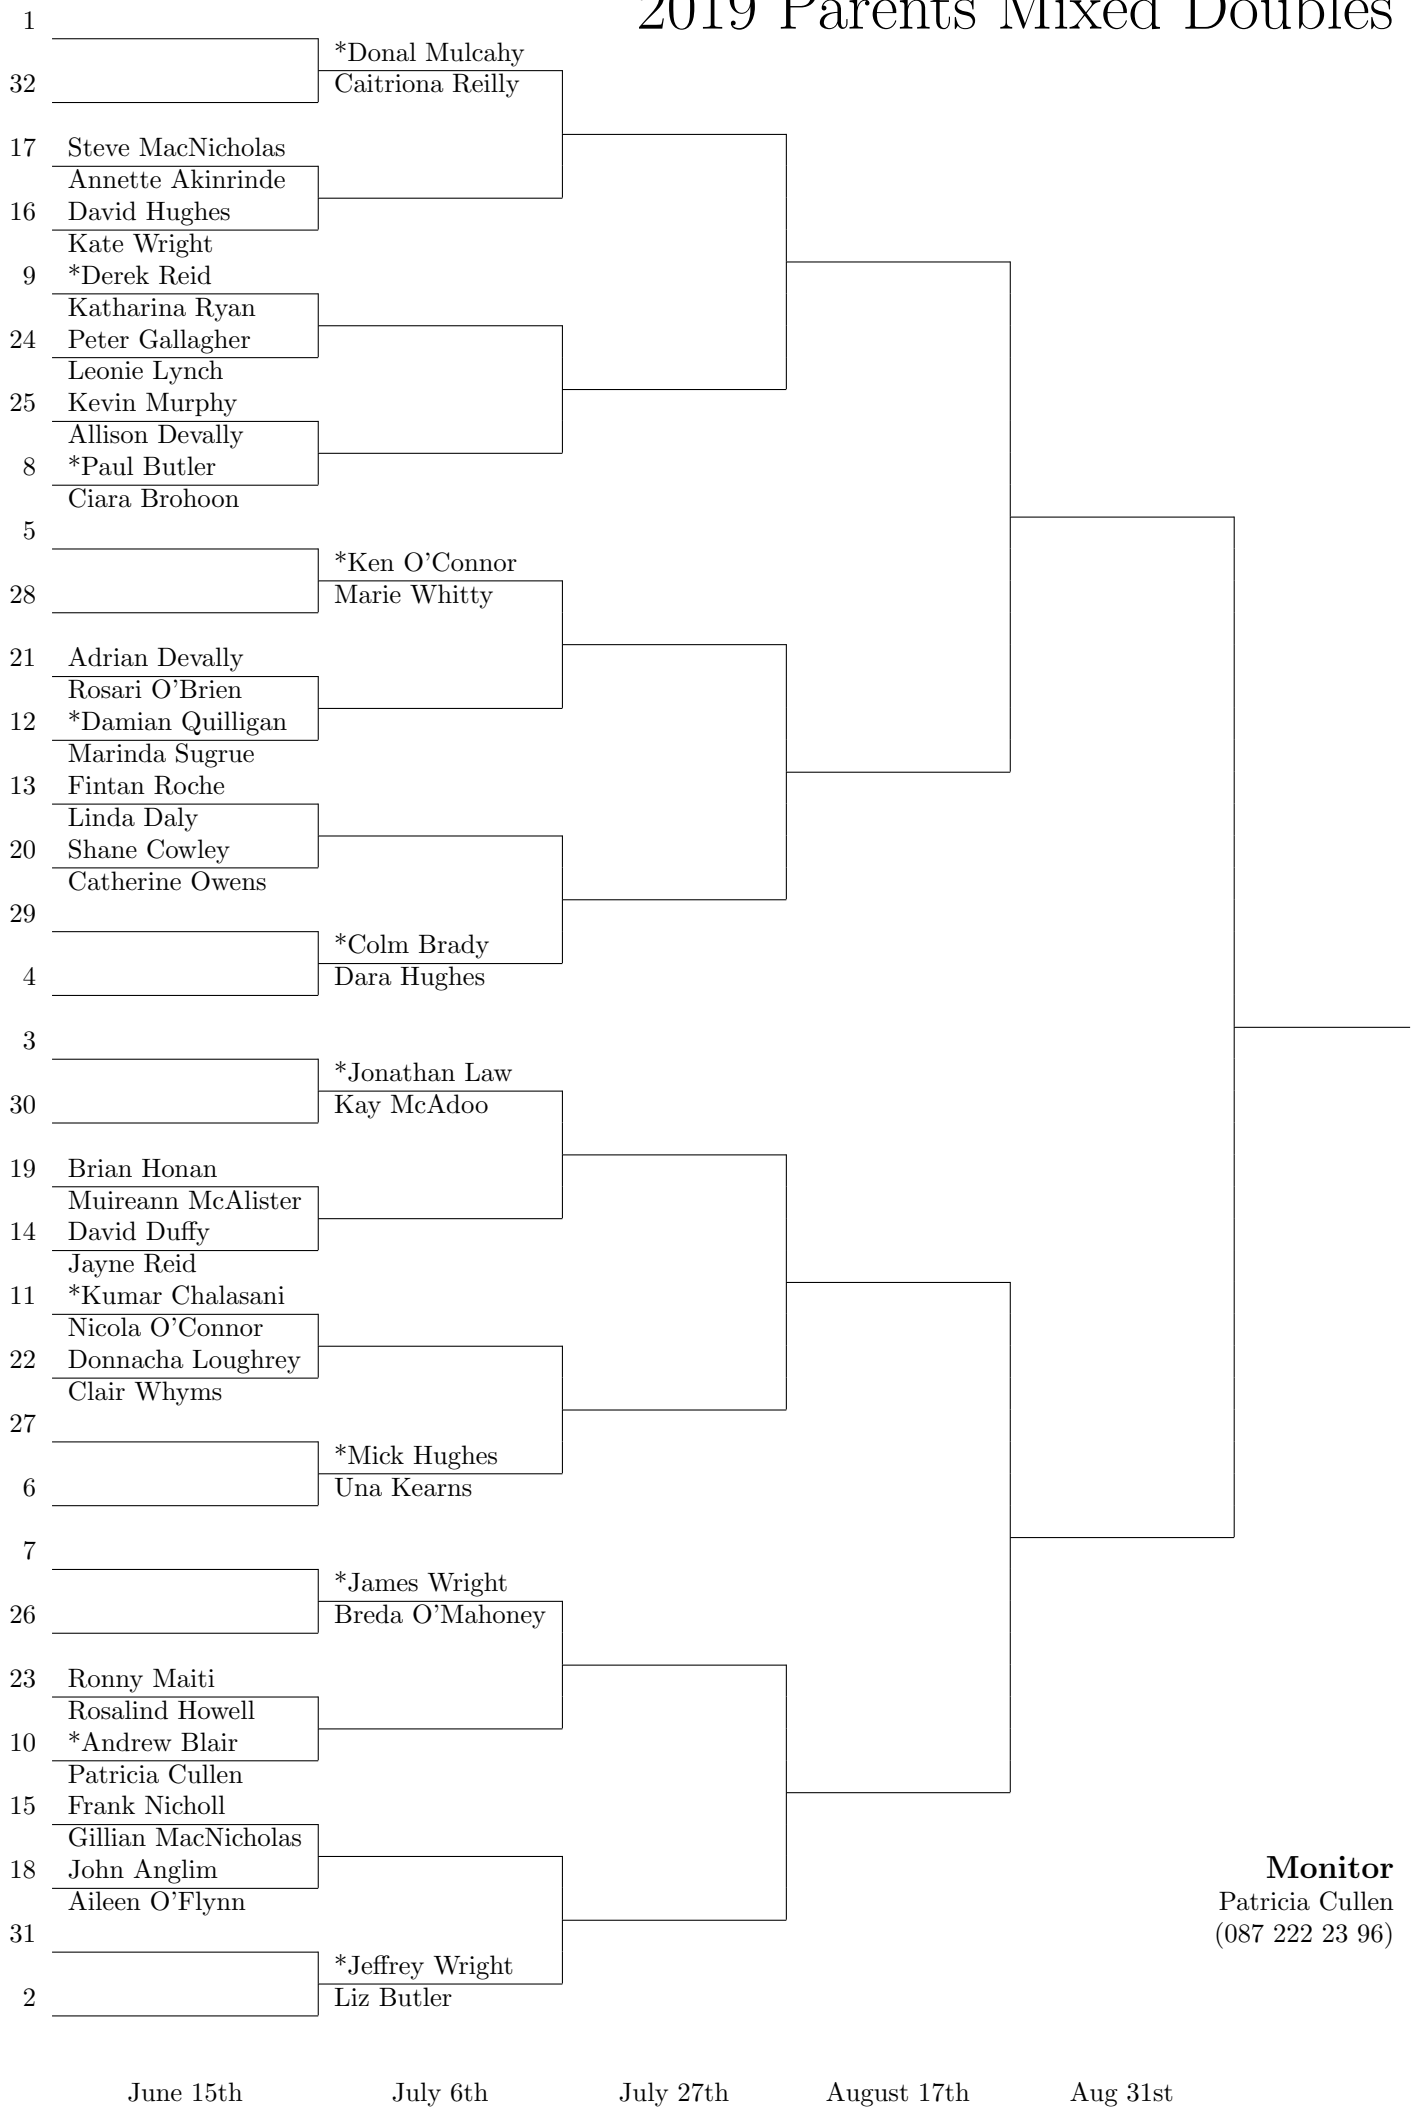 2019 Parents Mixed Doubles
1
*Donal Mulcahy
32
Caitriona Reilly
17 Steve MacNicholas
Annette Akinrinde
16 David Hughes
Kate Wright
9 *Derek Reid
Katharina Ryan
24 Peter Gallagher
Leonie Lynch
25 Kevin Murphy
Allison Devally
8 *Paul Butler
Ciara Brohoon
5
*Ken O'Connor
28
Marie Whitty
21 Adrian Devally
Rosari O'Brien
12 *Damian Quilligan
Marinda Sugrue
13 Fintan Roche
Linda Daly
20 Shane Cowley
Catherine Owens
29
*Colm Brady
4
Dara Hughes
3
*Jonathan Law
30
Kay McAdoo
19 Brian Honan
Muireann McAlister
14 David Duffy
Jayne Reid
11 *Kumar Chalasani
Nicola O'Connor
22 Donnacha Loughrey
Clair Whyms
27
*Mick Hughes
6
Una Kearns
7
*James Wright
26
Breda O'Mahoney
23 Ronny Maiti
Rosalind Howell
10 *Andrew Blair
Patricia Cullen
15 Frank Nicholl
Gillian MacNicholas
18 John Anglim
Aileen O'Flynn
31
*Jeffrey Wright
2
Liz Butler
Monitor
Patricia Cullen
(087 222 23 96)
June 15th July 6th July 27th August 17th Aug 31st